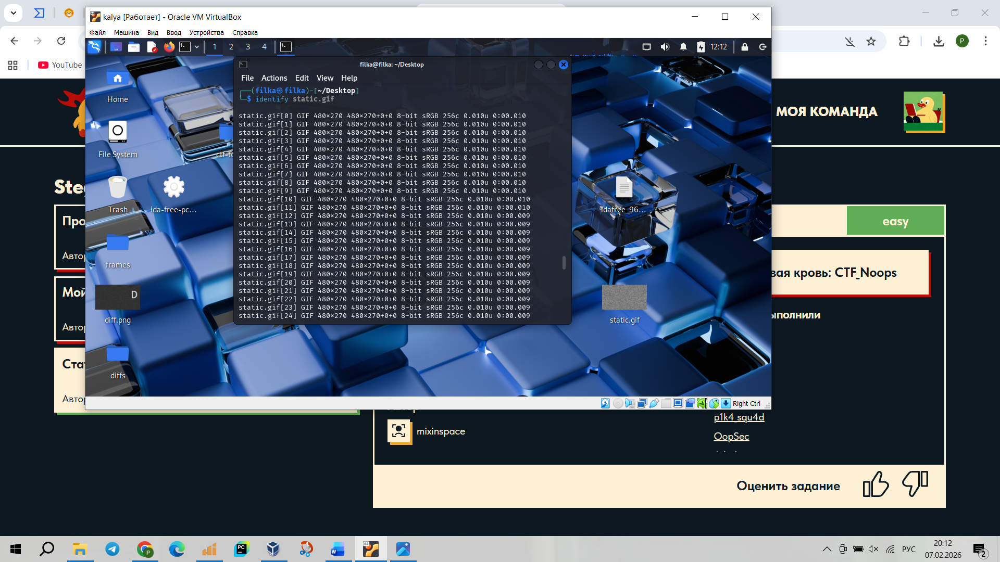 kalya [Работает] - Oracle VM VirtualBox
Файл Машина Вид Ввод Устройства Справка
1 2 3 4 12:12
YouTube
filka@filka: ~/Desktop
File Actions Edit View Help
(filka㉿filka)-[~/Desktop]
$ identify static.gif
static.gif[0] GIF 480×270 480×270+0+0 8-bit sRGB 256c 0.010u 0:00.010
static.gif[1] GIF 480×270 480×270+0+0 8-bit sRGB 256c 0.010u 0:00.010
static.gif[2] GIF 480×270 480×270+0+0 8-bit sRGB 256c 0.010u 0:00.010
static.gif[3] GIF 480×270 480×270+0+0 8-bit sRGB 256c 0.010u 0:00.010
static.gif[4] GIF 480×270 480×270+0+0 8-bit sRGB 256c 0.010u 0:00.010
static.gif[5] GIF 480×270 480×270+0+0 8-bit sRGB 256c 0.010u 0:00.010
static.gif[6] GIF 480×270 480×270+0+0 8-bit sRGB 256c 0.010u 0:00.010
static.gif[7] GIF 480×270 480×270+0+0 8-bit sRGB 256c 0.010u 0:00.010
static.gif[8] GIF 480×270 480×270+0+0 8-bit sRGB 256c 0.010u 0:00.010
static.gif[9] GIF 480×270 480×270+0+0 8-bit sRGB 256c 0.010u 0:00.010
static.gif[10] GIF 480×270 480×270+0+0 8-bit sRGB 256c 0.010u 0:00.010
static.gif[11] GIF 480×270 480×270+0+0 8-bit sRGB 256c 0.010u 0:00.010
static.gif[12] GIF 480×270 480×270+0+0 8-bit sRGB 256c 0.010u 0:00.009
static.gif[13] GIF 480×270 480×270+0+0 8-bit sRGB 256c 0.010u 0:00.009
static.gif[14] GIF 480×270 480×270+0+0 8-bit sRGB 256c 0.010u 0:00.009
static.gif[15] GIF 480×270 480×270+0+0 8-bit sRGB 256c 0.010u 0:00.009
static.gif[16] GIF 480×270 480×270+0+0 8-bit sRGB 256c 0.010u 0:00.009
static.gif[17] GIF 480×270 480×270+0+0 8-bit sRGB 256c 0.010u 0:00.009
static.gif[18] GIF 480×270 480×270+0+0 8-bit sRGB 256c 0.010u 0:00.009
static.gif[19] GIF 480×270 480×270+0+0 8-bit sRGB 256c 0.010u 0:00.009
static.gif[20] GIF 480×270 480×270+0+0 8-bit sRGB 256c 0.010u 0:00.009
static.gif[21] GIF 480×270 480×270+0+0 8-bit sRGB 256c 0.010u 0:00.009
static.gif[22] GIF 480×270 480×270+0+0 8-bit sRGB 256c 0.010u 0:00.009
static.gif[23] GIF 480×270 480×270+0+0 8-bit sRGB 256c 0.010u 0:00.009
static.gif[24] GIF 480×270 480×270+0+0 8-bit sRGB 256c 0.010u 0:00.009
Home
File System
ctf-to
Trash
ida-free-pc...
idafree_96...
frames
D
diff.png
static.gif
diffs
Right Ctrl
P
МОЯ КОМАНДА
Ste
Про
Автор
Мой
Автор
Ста
Автор
easy
вая кровь: CTF_Noops
ыполнили
p1k4_squ4d
OopSec
mixinspace
Оценить задание
РУС
20:12
07.02.2026
2